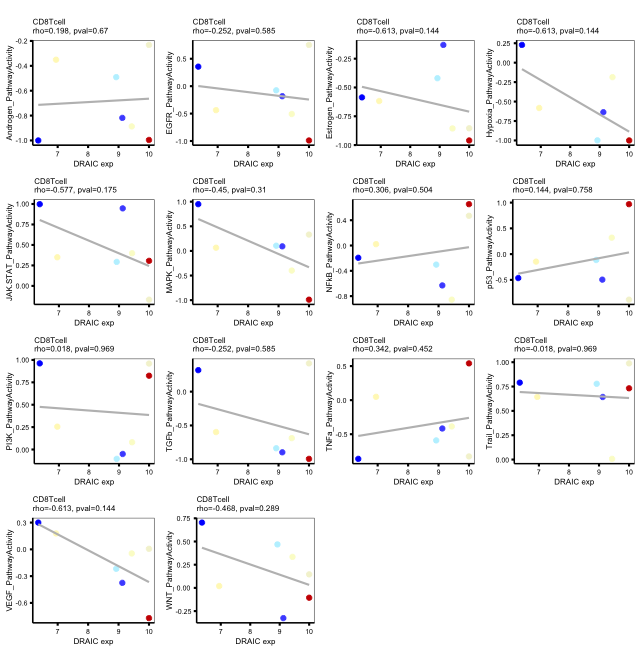 CD8Tcell
rho=0.198, pval=0.67
Androgen_PathwayActivity
-0.2
-0.4
-0.6
-0.8
-1.0
7 8 9 10
DRAIC exp
CD8Tcell
rho=-0.252, pval=0.585
EGFR_PathwayActivity
0.5
0.0
-0.5
-1.0
7 8 9 10
DRAIC exp
CD8Tcell
rho=-0.613, pval=0.144
Estrogen_PathwayActivity
-0.25
-0.50
-0.75
-1.00
7 8 9 10
DRAIC exp
CD8Tcell
rho=-0.613, pval=0.144
Hypoxia_PathwayActivity
0.25
0.00
-0.25
-0.50
-0.75
-1.00
7 8 9 10
DRAIC exp
CD8Tcell
rho=-0.577, pval=0.175
JAK.STAT_PathwayActivity
1.00
0.75
0.50
0.25
0.00
7 8 9 10
DRAIC exp
CD8Tcell
rho=-0.45, pval=0.31
MAPK_PathwayActivity
1.0
0.5
0.0
-0.5
-1.0
7 8 9 10
DRAIC exp
CD8Tcell
rho=0.306, pval=0.504
NFkB_PathwayActivity
0.4
0.0
-0.4
-0.8
7 8 9 10
DRAIC exp
CD8Tcell
rho=0.144, pval=0.758
p53_PathwayActivity
1.0
0.5
0.0
-0.5
-1.0
7 8 9 10
DRAIC exp
CD8Tcell
rho=0.018, pval=0.969
PI3K_PathwayActivity
1.00
0.75
0.50
0.25
0.00
7 8 9 10
DRAIC exp
CD8Tcell
rho=-0.252, pval=0.585
TGFb_PathwayActivity
0.0
-0.5
-1.0
7 8 9 10
DRAIC exp
CD8Tcell
rho=0.342, pval=0.452
TNFa_PathwayActivity
0.5
0.0
-0.5
7 8 9 10
DRAIC exp
CD8Tcell
rho=-0.018, pval=0.969
Trail_PathwayActivity
1.00
0.75
0.50
0.25
0.00
7 8 9 10
DRAIC exp
CD8Tcell
rho=-0.613, pval=0.144
VEGF_PathwayActivity
0.3
0.0
-0.3
-0.6
7 8 9 10
DRAIC exp
CD8Tcell
rho=-0.468, pval=0.289
WNT_PathwayActivity
0.75
0.50
0.25
0.00
-0.25
7 8 9 10
DRAIC exp